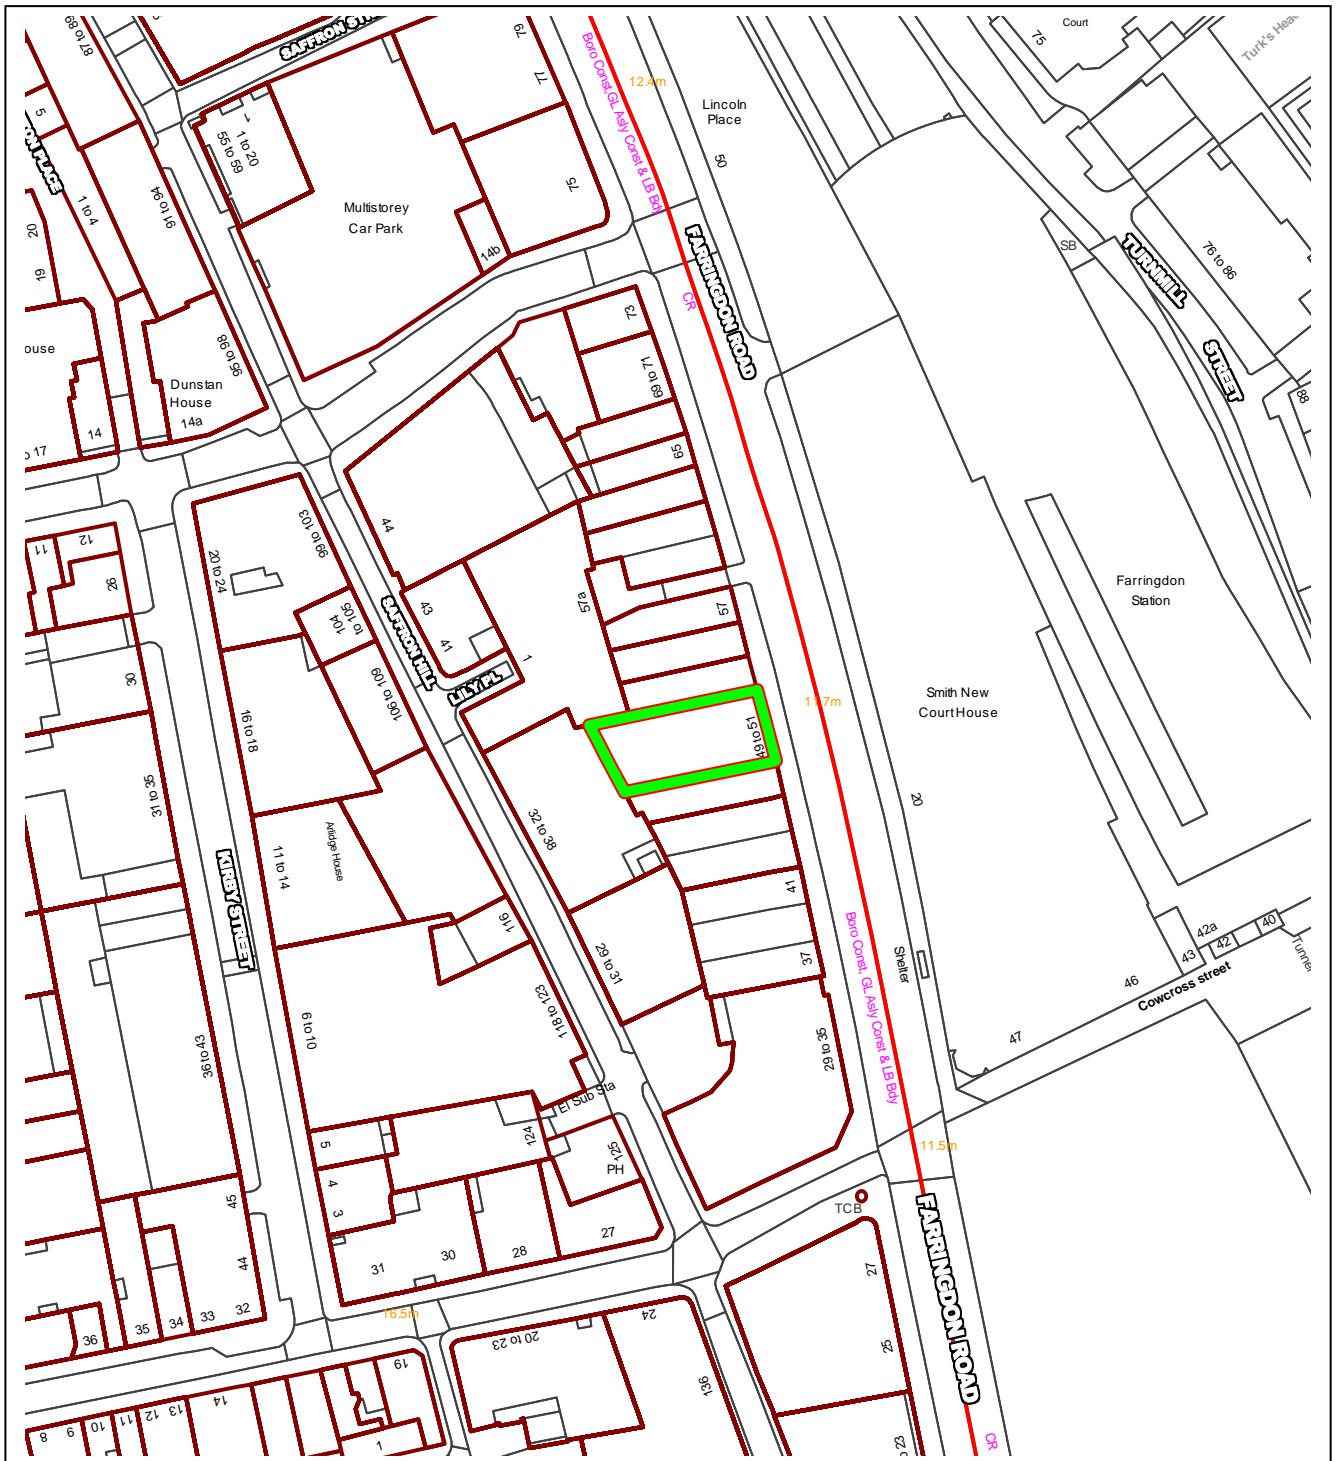 87 to 89
SAFFRON ST
79
77
Boro Const,GL Asly Const & LB Bdy
12.4m
Lincoln
Place
50
Court
75
Turk's Hea
5
ON PLACE
1 to 4
91 to 94
1 to 20
55 to 59
Multistorey
Car Park
75
14b
20
19
FARRINGDON ROAD
CR
SB
TURNMILL
STREET
76 to 86
88
ouse
95 to 98
Dunstan
House
14a
14
o 17
73
69 to 71
65
44
99 to 103
20 to 24
11
12
26
104
to 105
43
41
SAFFRON HILL
LILY PL
1
57a
57
Farringdon
Station
30
16 to 18
106 to 109
49 to 51
11.7m
Smith New
CourtHouse
31 to 35
KIRBY STREET
11 to 14
Arlidge House
32 to 38
20
41
116
29 to 31
37
Boro Const, GL Asly Const & LB Bdy
Shelter
42a
42
40
43
46
Tunnel
Cowcross street
47
36 to 43
6 to 10
118 to 123
El Sub Sta
29 to 35
5
4
3
124
125
PH
11.5m
TCB
45
44
31
30
28
27
FARRINGDON ROAD
27
25
36
35
34
33
32
16.5m
20 to 23
24
136
19
14
13
12
11
10
9
8
1
o 23
CR